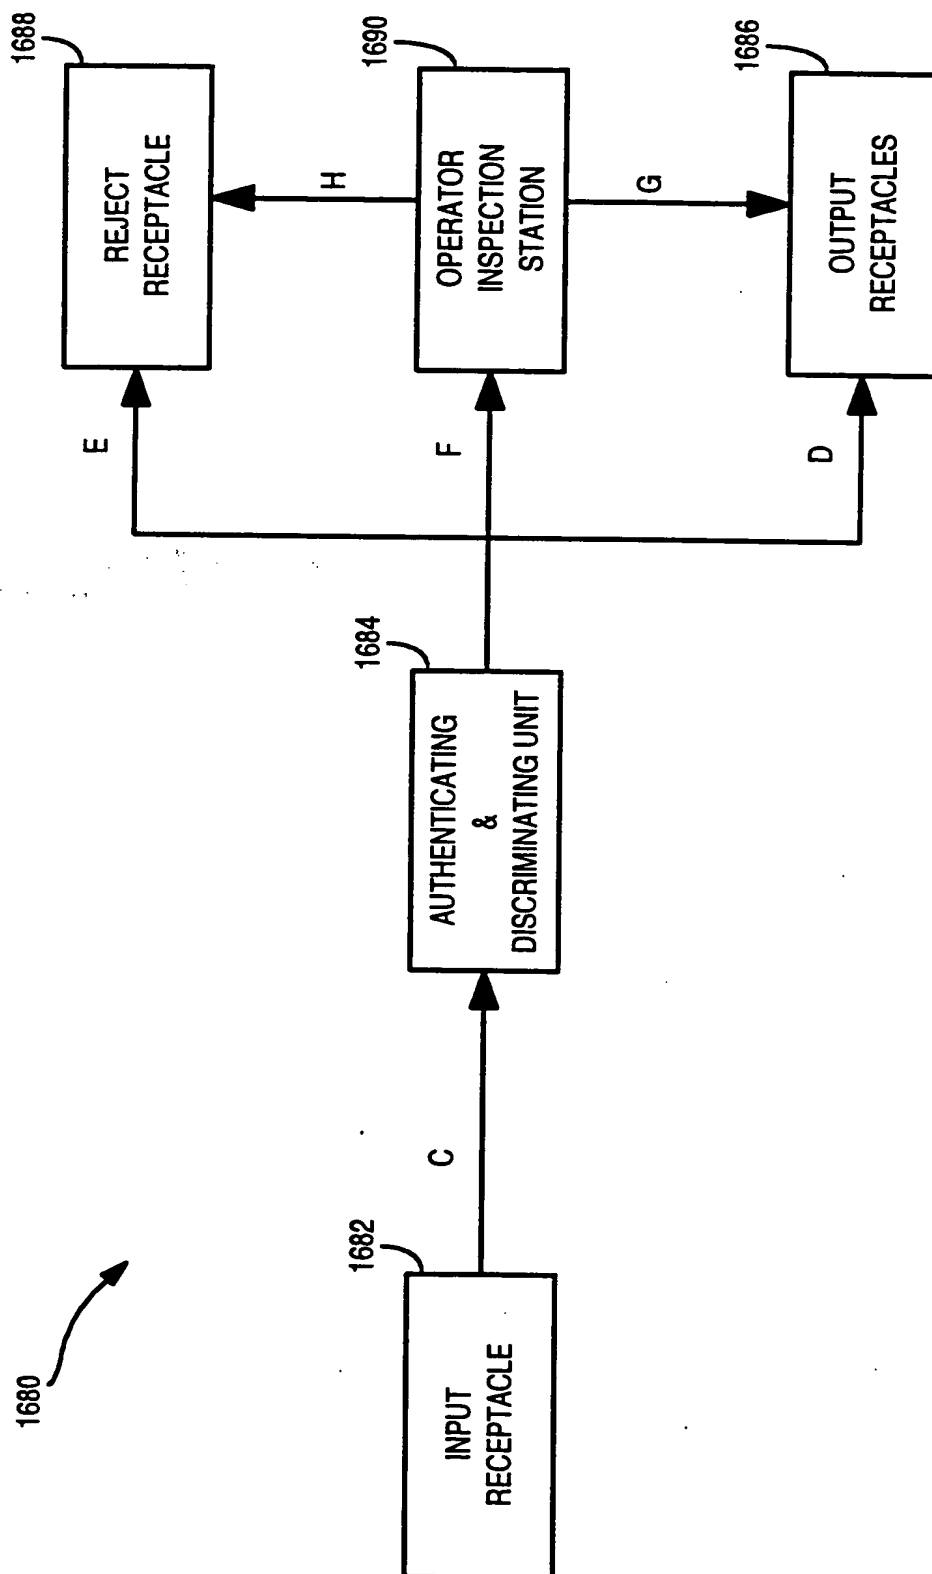 1680
1682
INPUT
RECEPTACLE
C
1684
AUTHENTICATING
&
DISCRIMINATING UNIT
E
F
D
1688
REJECT
RECEPTACLE
H
1690
OPERATOR
INSPECTION
STATION
G
1686
OUTPUT
RECEPTACLES